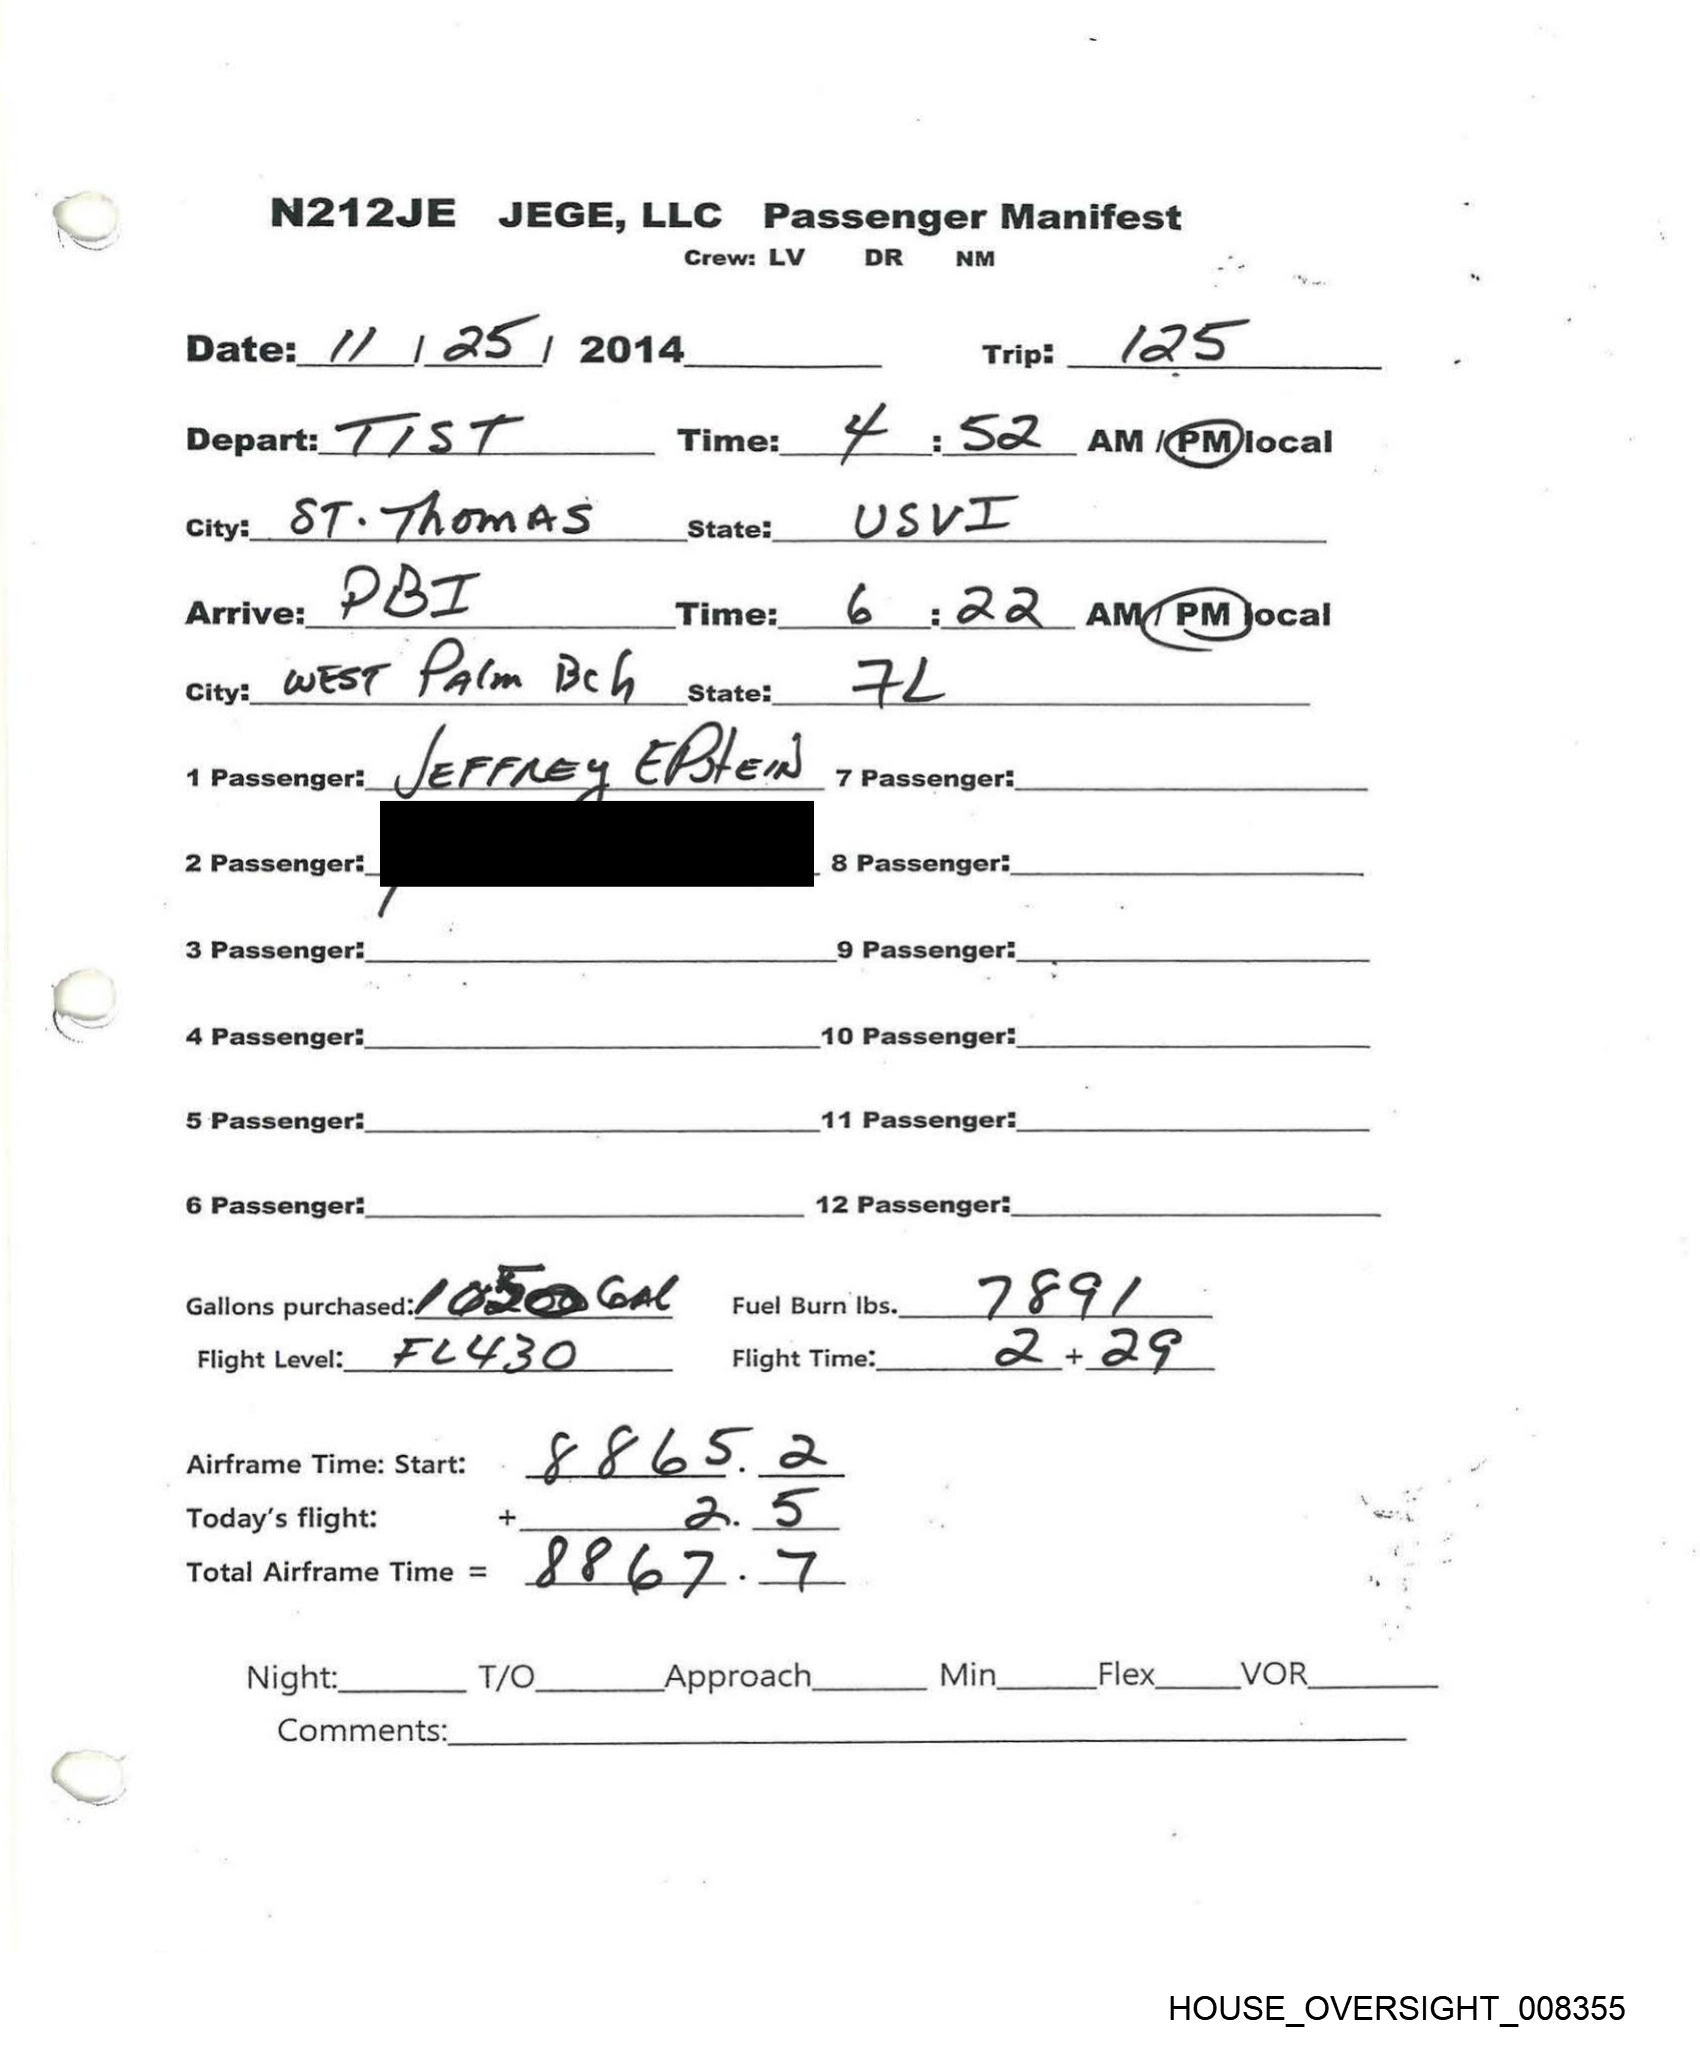 N212JE JEGE, LLC Passenger Manifest
Crew: LV DR NM
Date: 11 / 25 / 2014 Trip: 125
Depart: TIST Time: 4 : 52 AM / PM local
City: ST. Thomas State: USVI
Arrive: PBI Time: 6 : 22 AM / PM local
City: WEST Palm Bch State: FL
1 Passenger: JEFFREY EPstEIN 7 Passenger:
2 Passenger: 8 Passenger:
3 Passenger: 9 Passenger:
4 Passenger: 10 Passenger:
5 Passenger: 11 Passenger:
6 Passenger: 12 Passenger:
Gallons purchased: GAL Fuel Burn lbs. 7891
Flight Level: FL430 Flight Time: 2 + 29
Airframe Time: Start: 8865.2
Today's flight: + 2.5
Total Airframe Time = 8867.7
Night: T/O Approach Min Flex VOR
Comments:
HOUSE_OVERSIGHT_008355